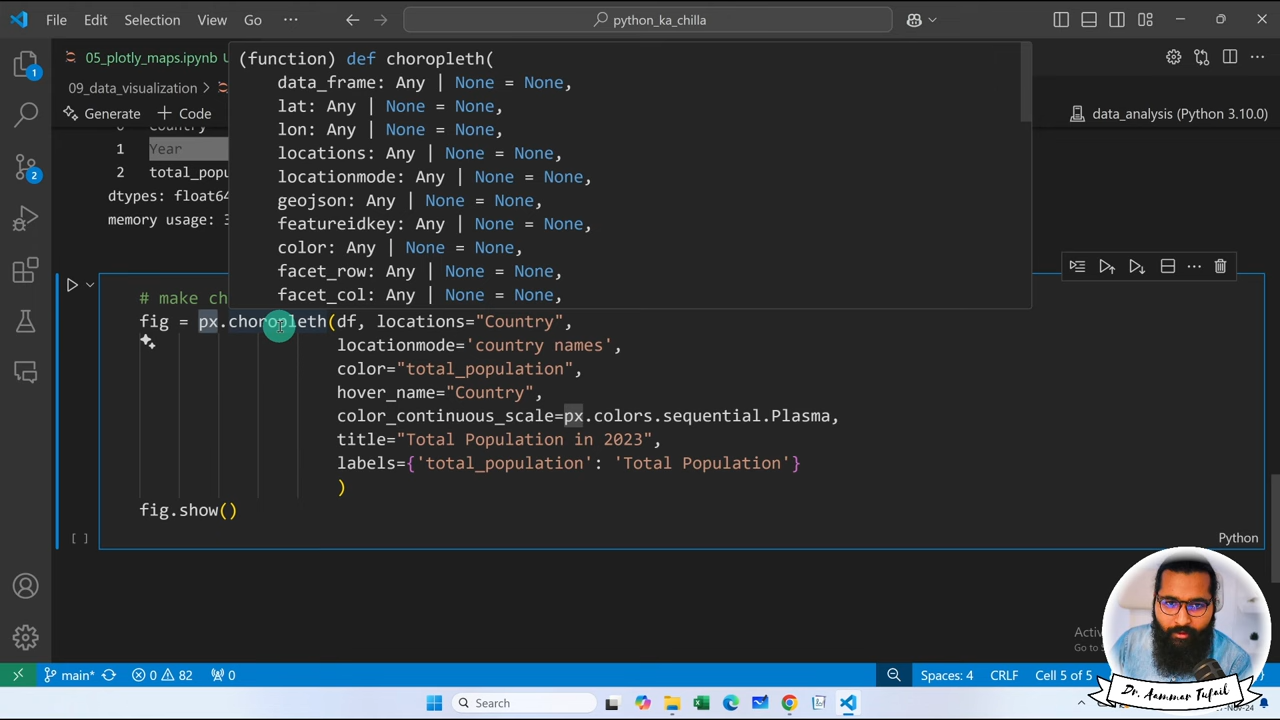 File Edit Selection View Go ··· python_ka_chilla
05_plotly_maps.ipynb U
09_data_visualization >
Generate + Code
data_analysis (Python 3.10.0)
(function) def choropleth(
data_frame: Any | None = None,
lat: Any | None = None,
lon: Any | None = None,
locations: Any | None = None,
locationmode: Any | None = None,
geojson: Any | None = None,
featureidkey: Any | None = None,
color: Any | None = None,
facet_row: Any | None = None,
facet_col: Any | None = None,
1 Year
2 total_popu
dtypes: float64
memory usage: 3
# make ch
fig = px.choropleth(df, locations="Country",
locationmode='country names',
color="total_population",
hover_name="Country",
color_continuous_scale=px.colors.sequential.Plasma,
title="Total Population in 2023",
labels={'total_population': 'Total Population'}
)
fig.show()
[ ] Python
1
2
main* 0 82 0 Spaces: 4 CRLF Cell 5 of 5
Search
Dr. Aammar Tufail